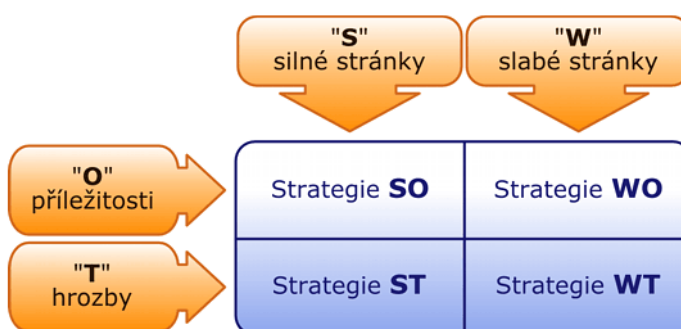 "S"
silné stránky
"W"
slabé stránky
"O"
příležitosti
Strategie SO
Strategie WO
"T"
hrozby
Strategie ST
Strategie WT